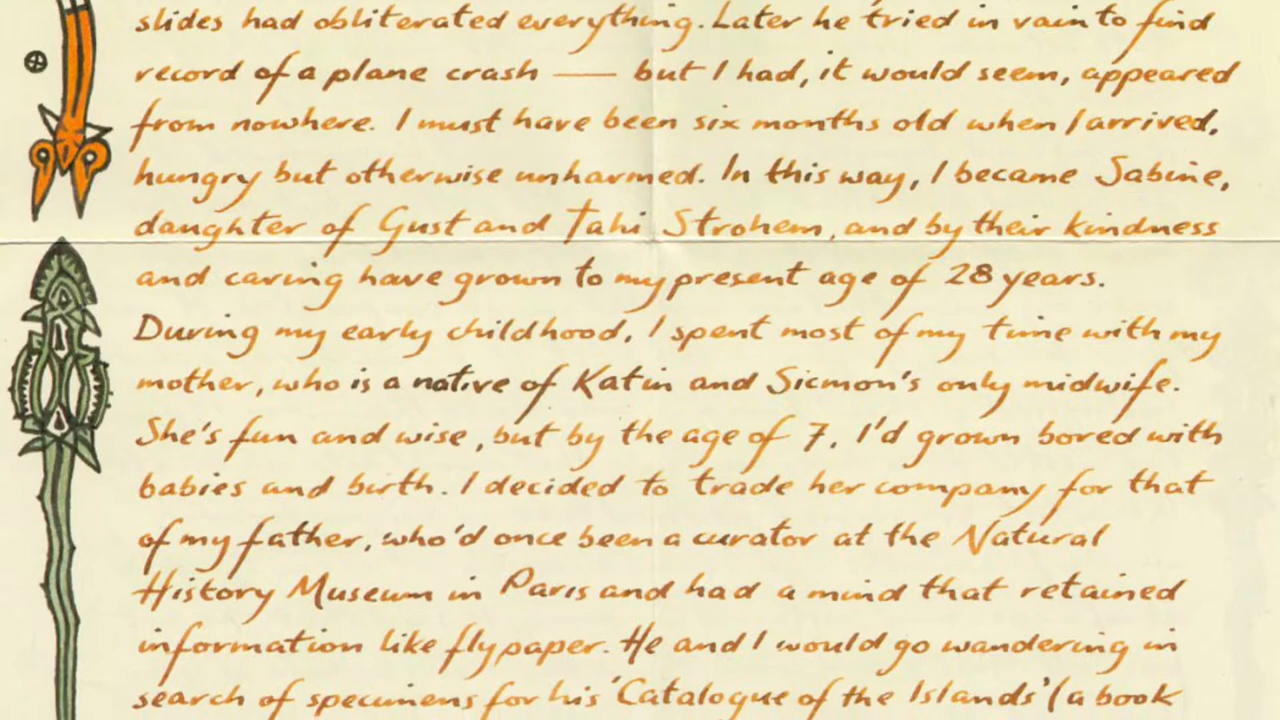 slides had obliterated everything. Later he tried in vain to find
record of a plane crash — but I had, it would seem, appeared
from nowhere. I must have been six months old when I arrived,
hungry but otherwise unharmed. In this way, I became Sabine,
daughter of Gust and Tahi Strohem, and by their kindness
and caring have grown to my present age of 28 years.
During my early childhood, I spent most of my time with my
mother, who is a native of Katin and Sicmon's only midwife.
She's fun and wise, but by the age of 7, I'd grown bored with
babies and birth. I decided to trade her company for that
of my father, who'd once been a curator at the Natural
History Museum in Paris and had a mind that retained
information like flypaper. He and I would go wandering in
search of specimens for his 'Catalogue of the Islands' (a book